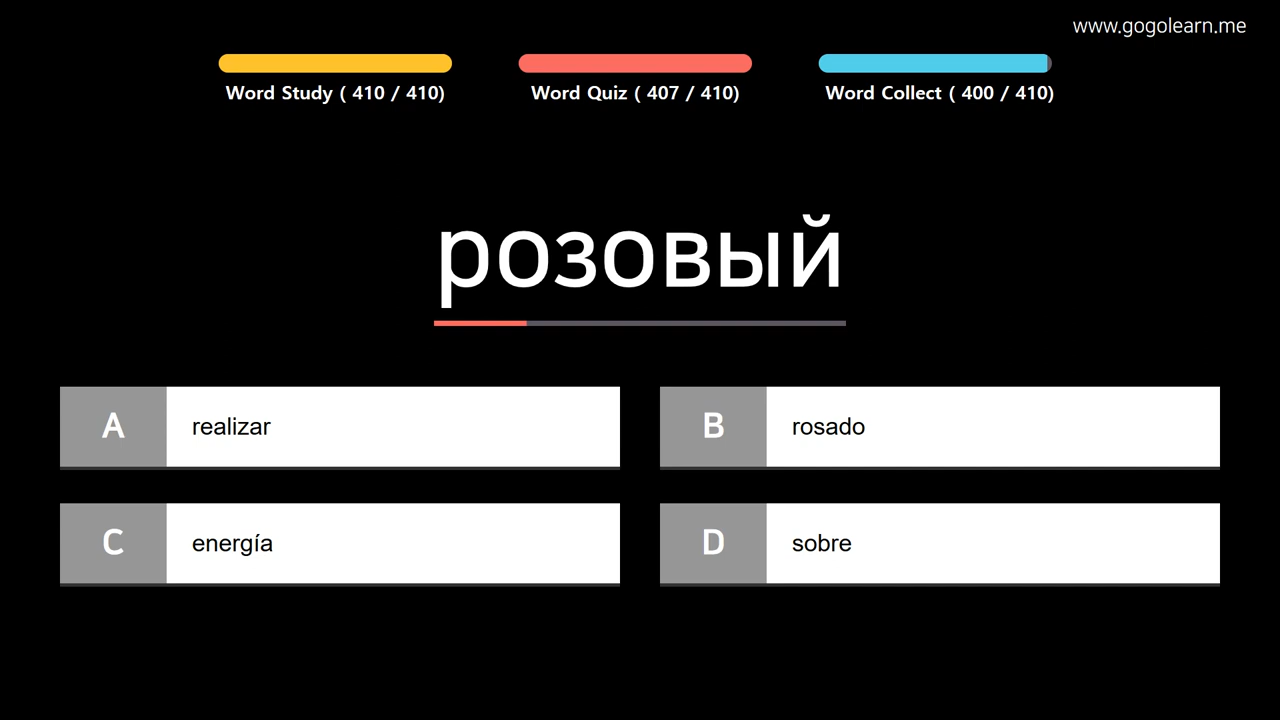 www.gogolearn.me
Word Study ( 410 / 410)
Word Quiz ( 407 / 410)
Word Collect ( 400 / 410)
розовый
A realizar
B rosado
C energía
D sobre